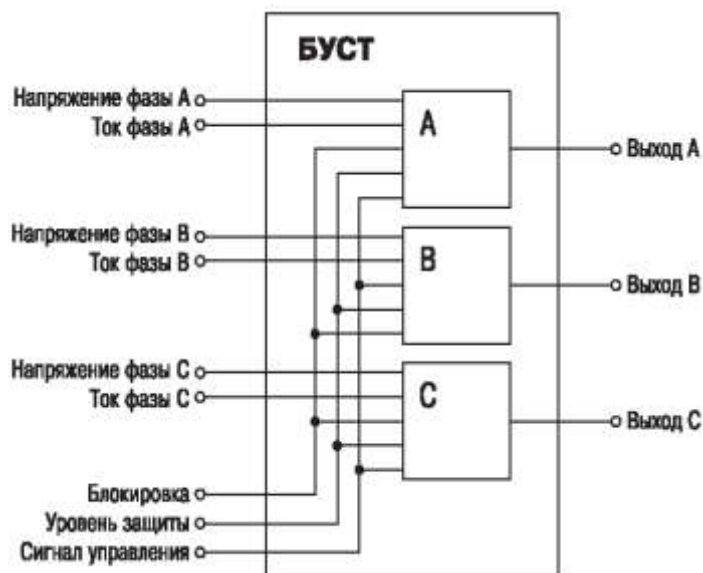 БУСТ
Напряжение фазы А
Ток фазы А
А
Выход А
Напряжение фазы В
Ток фазы В
В
Выход В
Напряжение фазы С
Ток фазы С
С
Выход С
Блокировка
Уровень защиты
Сигнал управления